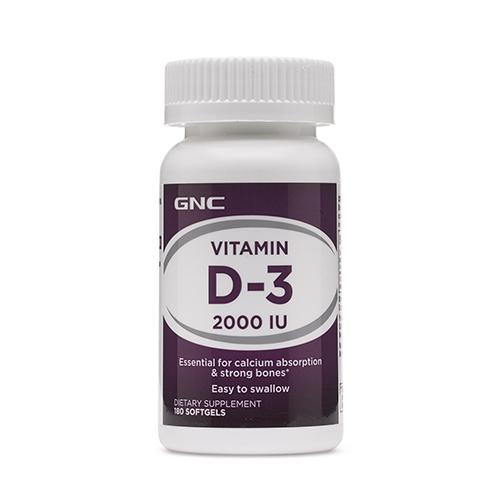 GNC
VITAMIN
D-3
2000 IU
Essential for calcium absorption
& strong bones*
Easy to swallow
DIETARY SUPPLEMENT
180 SOFTGELS